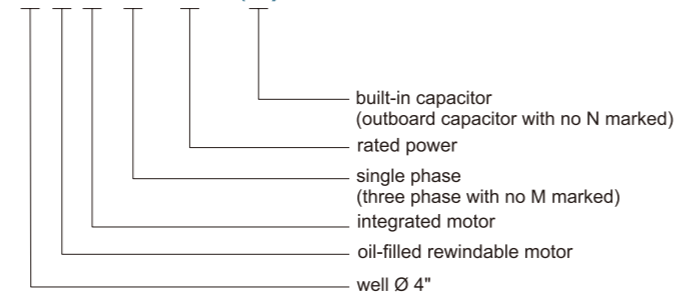 built-in capacitor
(outboard capacitor with no N marked)
rated power
single phase
(three phase with no M marked)
integrated motor
oil-filled rewindable motor
well Ø 4"